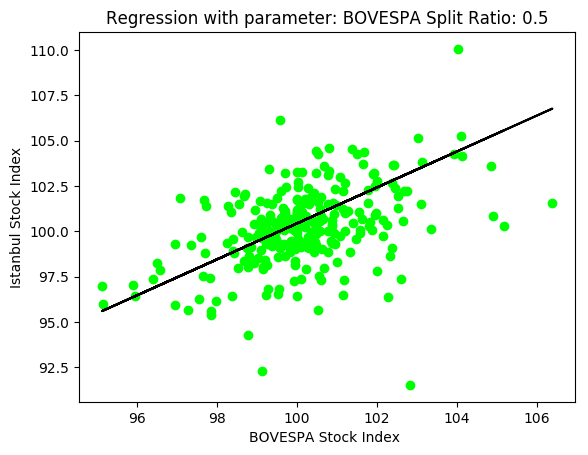 Regression with parameter: BOVESPA Split Ratio: 0.5
110.0
107.5
105.0
102.5
100.0
97.5
95.0
92.5
Istanbul Stock Index
96 98 100 102 104 106
BOVESPA Stock Index